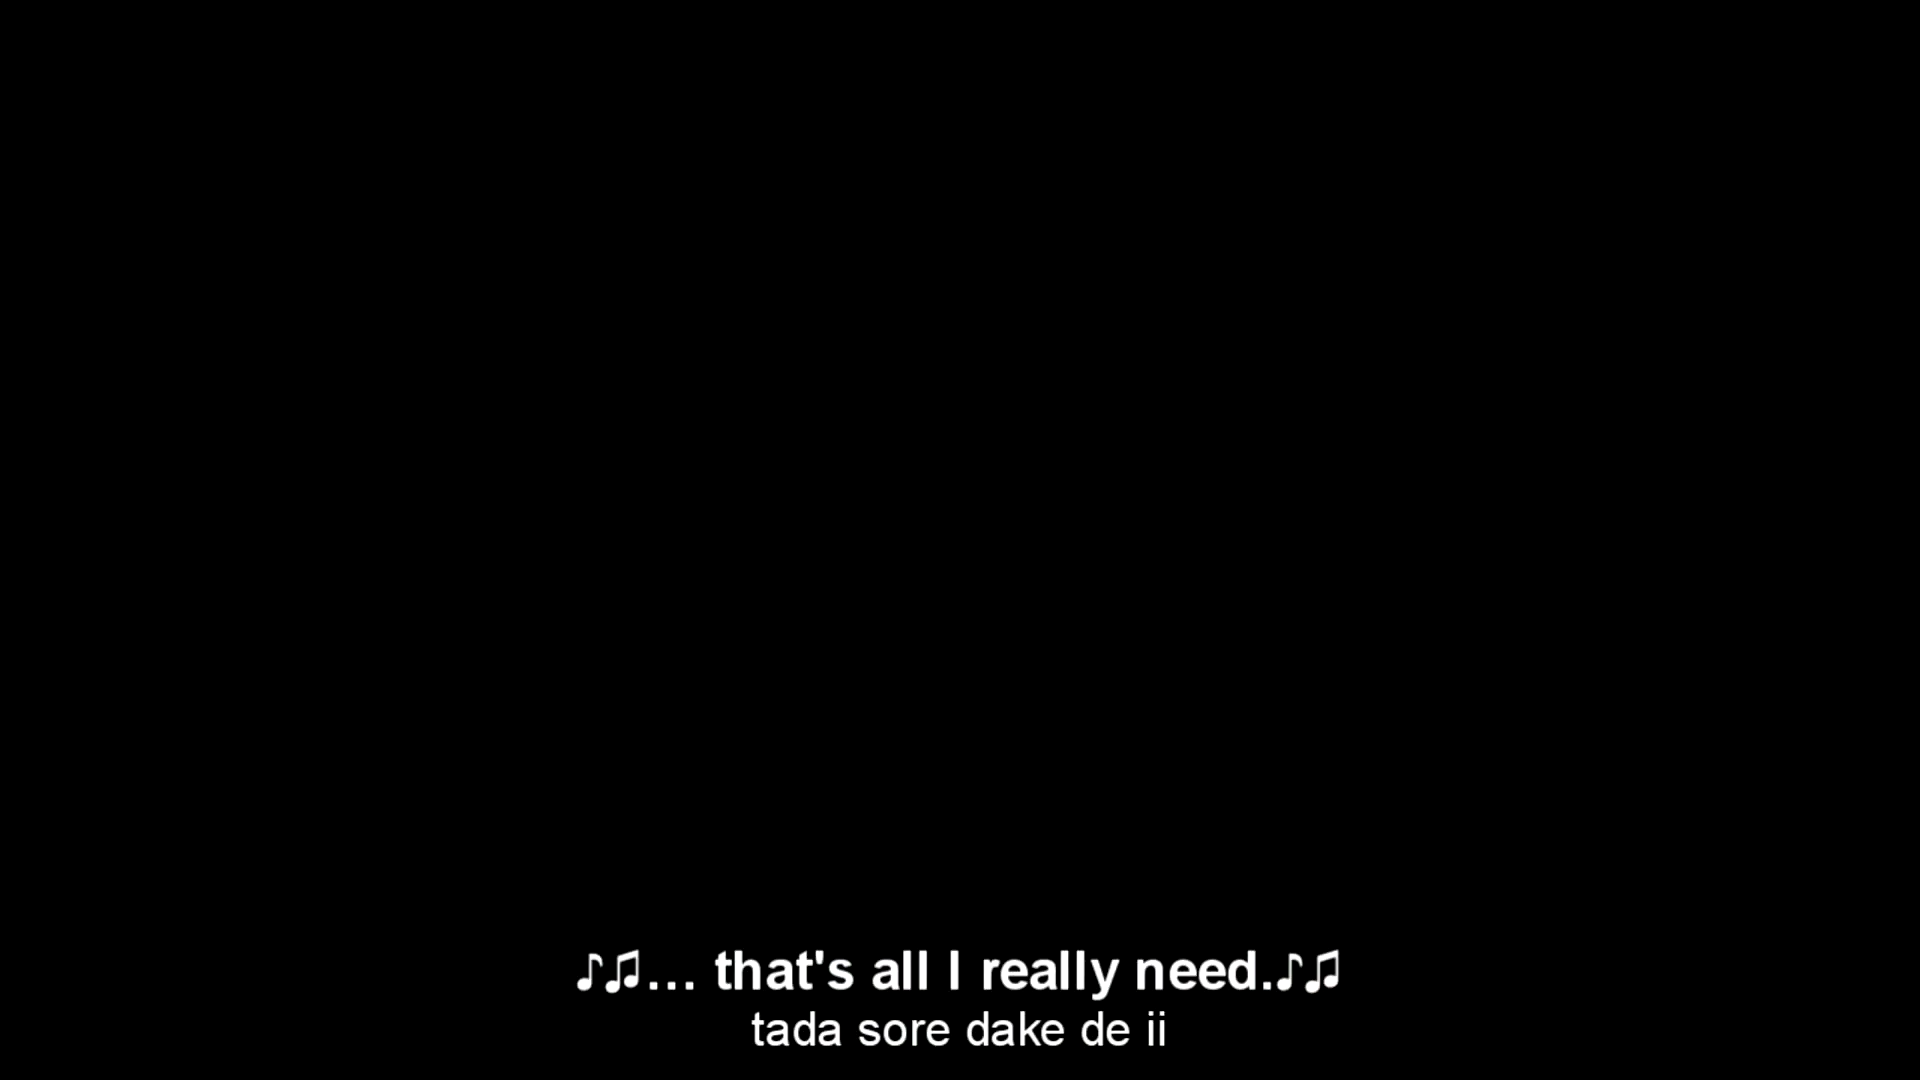 ♪♫... that's all I really need.♪♫
tada sore dake de ii